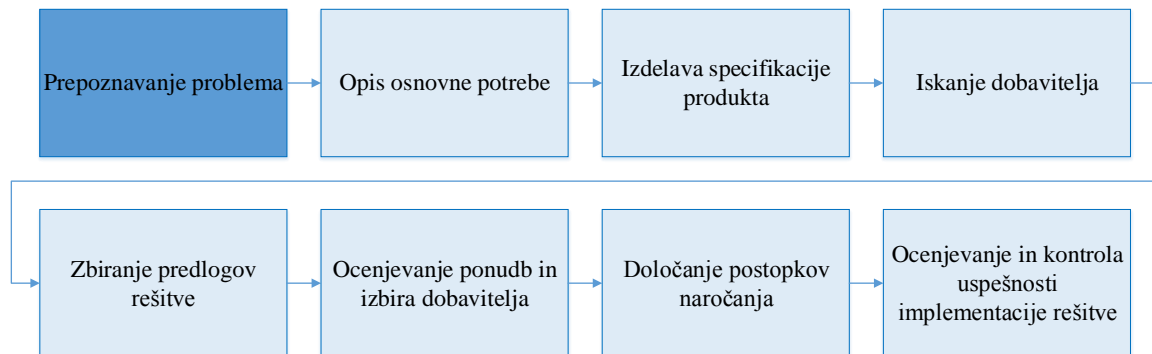 Prepoznavanje problema
Opis osnovne potrebe
Izdelava specifikacije
produkta
Iskanje dobavitelja
Zbiranje predlogov
rešitve
Ocenjevanje ponudb in
izbira dobavitelja
Določanje postopkov
naročanja
Ocenjevanje in kontrola
uspešnosti
implementacije rešitve